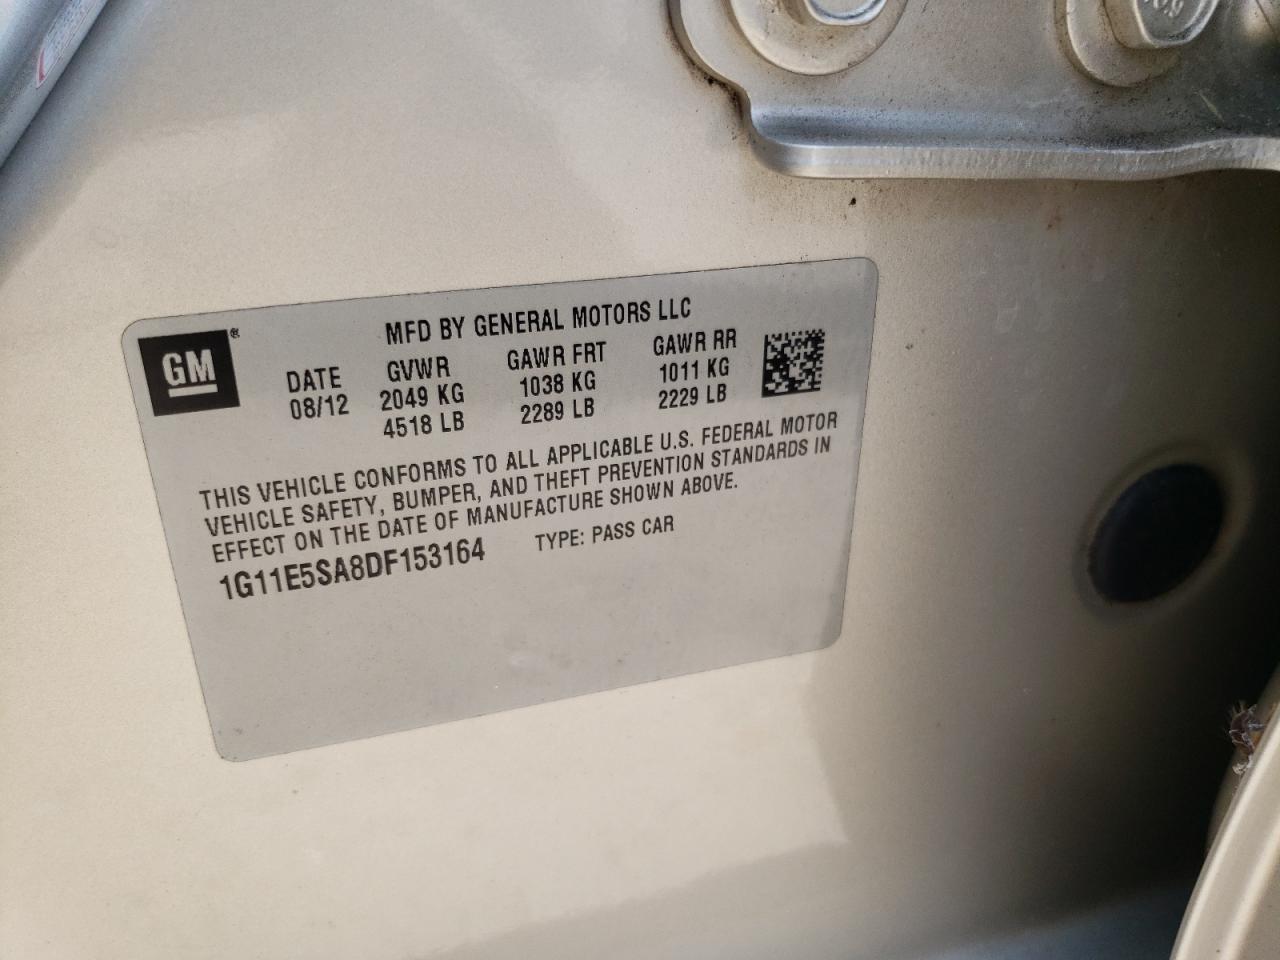 GM®
MFD BY GENERAL MOTORS LLC
DATE GVWR GAWR FRT GAWR RR
08/12 2049 KG 1038 KG 1011 KG
4518 LB 2289 LB 2229 LB
THIS VEHICLE CONFORMS TO ALL APPLICABLE U.S. FEDERAL MOTOR
VEHICLE SAFETY, BUMPER, AND THEFT PREVENTION STANDARDS IN
EFFECT ON THE DATE OF MANUFACTURE SHOWN ABOVE.
1G11E5SA8DF153164 TYPE: PASS CAR